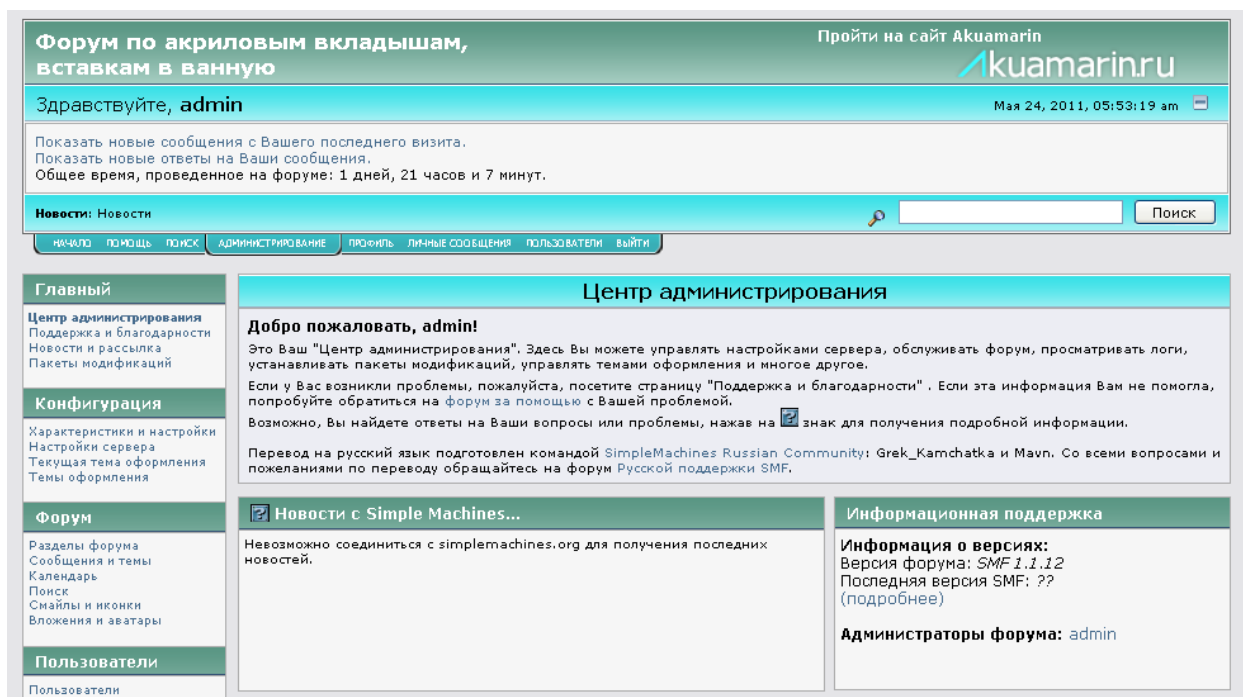 Форум по акриловым вкладышам,
вставкам в ванную
Пройти на сайт Akuamarin
Akuamarin.ru
Здравствуйте, admin
Мая 24, 2011, 05:53:19 am
Показать новые сообщения с Вашего последнего визита.
Показать новые ответы на Ваши сообщения.
Общее время, проведенное на форуме: 1 дней, 21 часов и 7 минут.
Новости: Новости
Поиск
НАЧАЛО ПОМОЩЬ ПОИСК АДМИНИСТРИРОВАНИЕ ПРОФИЛЬ ЛИЧНЫЕ СООБЩЕНИЯ ПОЛЬЗОВАТЕЛИ ВЫЙТИ
Главный
Центр администрирования
Поддержка и благодарности
Новости и рассылка
Пакеты модификаций
Конфигурация
Характеристики и настройки
Настройки сервера
Текущая тема оформления
Темы оформления
Форум
Разделы форума
Сообщения и темы
Календарь
Поиск
Смайлы и иконки
Вложения и аватары
Пользователи
Пользователи
Центр администрирования
Добро пожаловать, admin!
Это Ваш "Центр администрирования". Здесь Вы можете управлять настройками сервера, обслуживать форум, просматривать логи,
устанавливать пакеты модификаций, управлять темами оформления и многое другое.
Если у Вас возникли проблемы, пожалуйста, посетите страницу "Поддержка и благодарности" . Если эта информация Вам не помогла,
попробуйте обратиться на форум за помощью с Вашей проблемой.
Возможно, Вы найдете ответы на Ваши вопросы или проблемы, нажав на ? знак для получения подробной информации.
Перевод на русский язык подготовлен командой SimpleMachines Russian Community: Grek_Kamchatka и Mavn. Со всеми вопросами и
пожеланиями по переводу обращайтесь на форум Русской поддержки SMF.
? Новости с Simple Machines...
Невозможно соединиться с simplemachines.org для получения последних
новостей.
Информационная поддержка
Информация о версиях:
Версия форума: SMF 1.1.12
Последняя версия SMF: ??
(подробнее)
Администраторы форума: admin